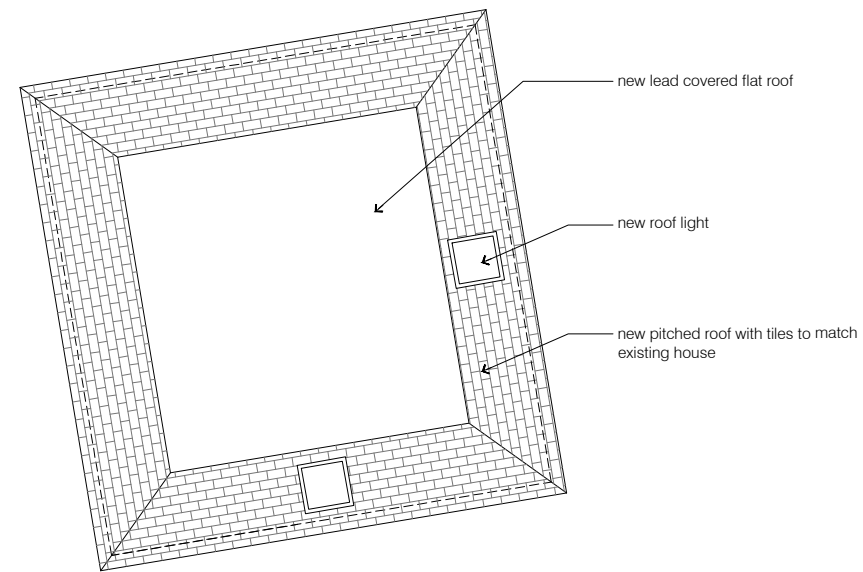 new lead covered flat roof
new roof light
new pitched roof with tiles to match
existing house